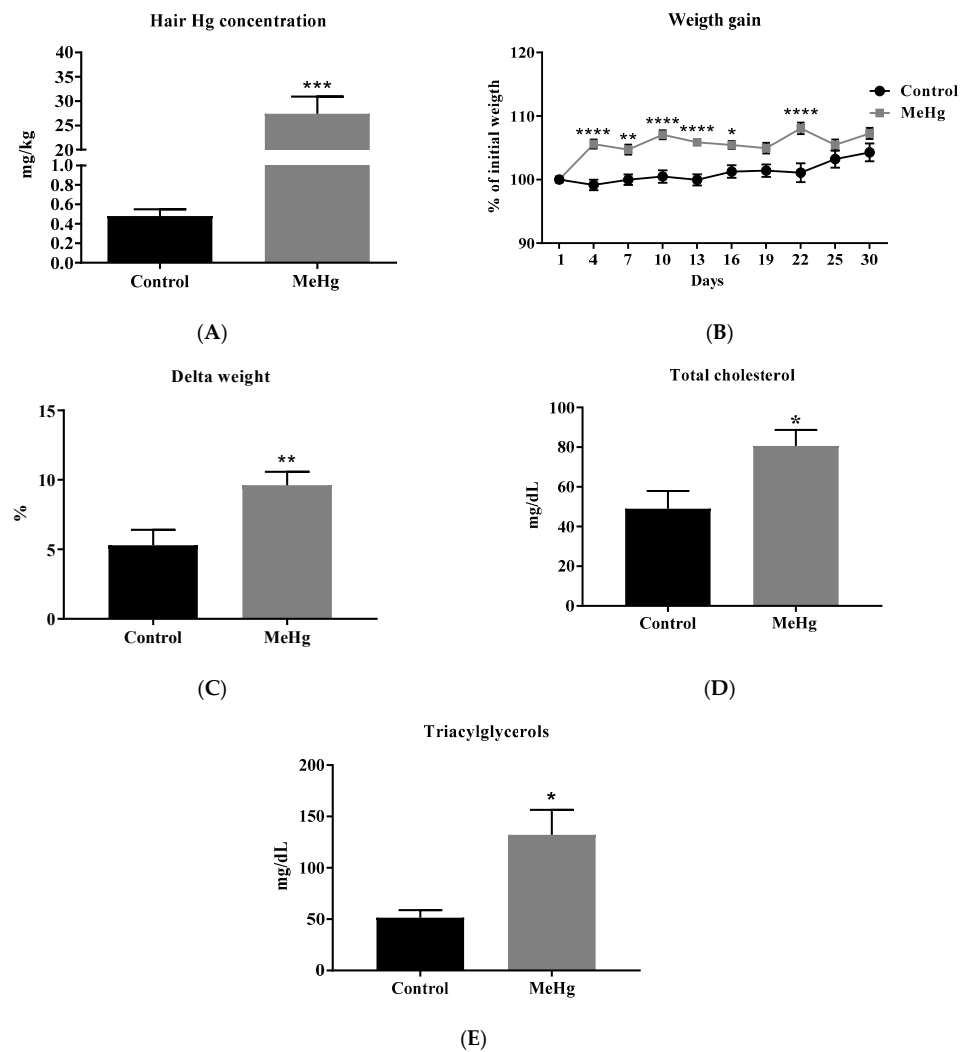 Hair Hg concentration
mg/kg
40
35
30
25
20
1.0
0.8
0.6
0.4
0.2
0.0
***
Control
MeHg
(A)
Weigth gain
% of initial weigth
120
110
100
90
**** ** **** **** * ****
Control
MeHg
1 4 7 10 13 16 19 22 25 30
Days
(B)
Delta weight
%
15
10
5
0
**
Control
MeHg
(C)
Total cholesterol
mg/dL
100
80
60
40
20
0
*
Control
MeHg
(D)
Triacylglycerols
mg/dL
200
150
100
50
0
*
Control
MeHg
(E)